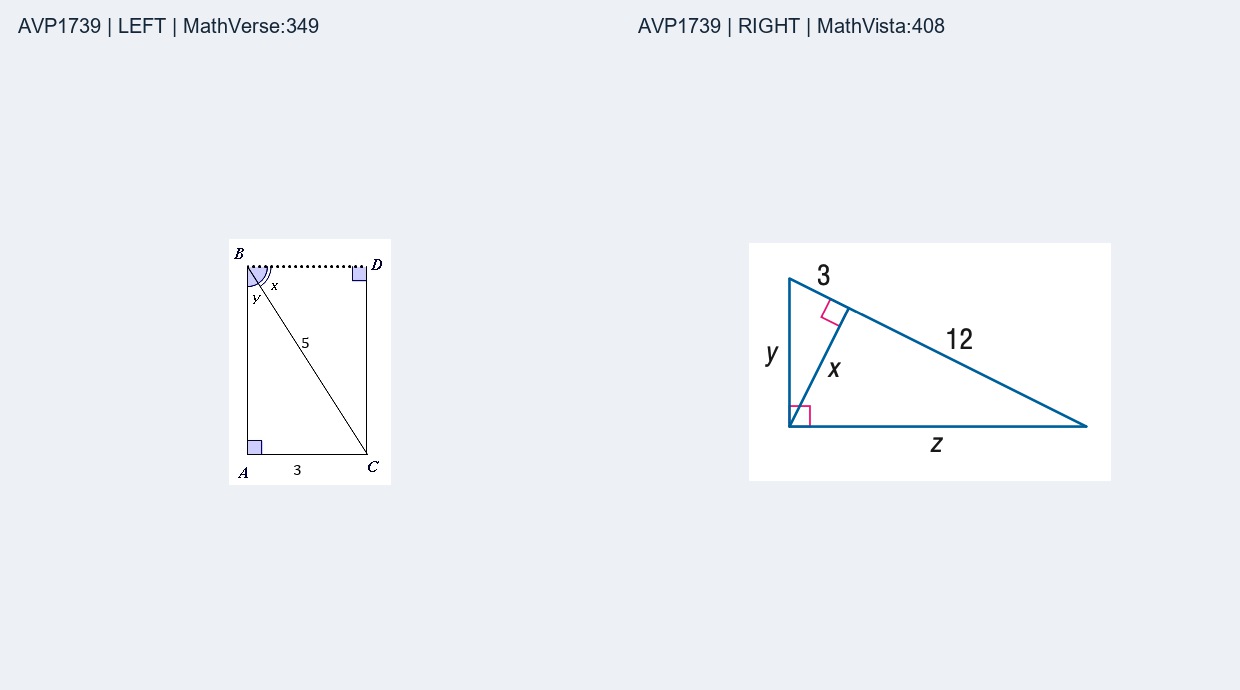 AVP1739 | LEFT | MathVerse:349
B
D
x
y
5
A
3
C
AVP1739 | RIGHT | MathVista:408
3
12
y
x
z